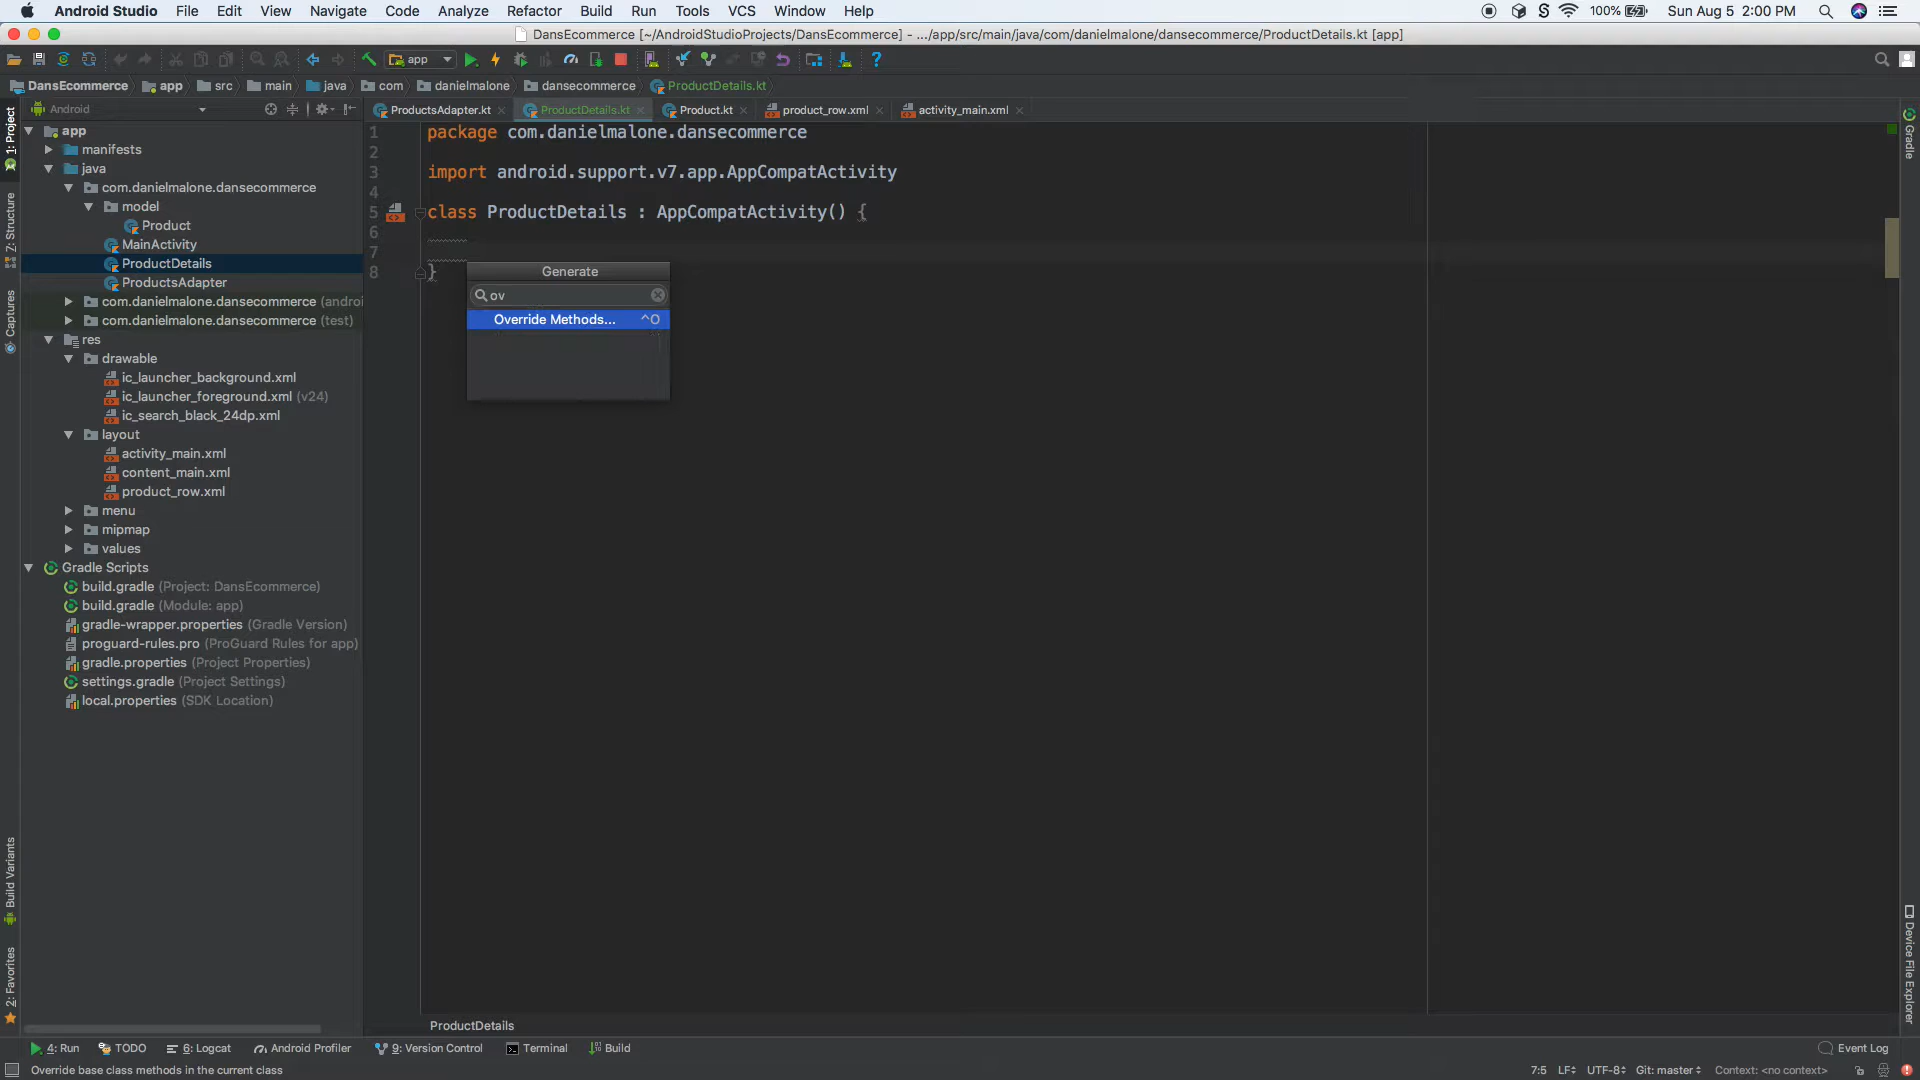 Android Studio File Edit View Navigate Code Analyze Refactor Build Run Tools VCS Window Help 100% Sun Aug 5 2:00 PM
DansEcommerce [~/AndroidStudioProjects/DansEcommerce] - .../app/src/main/java/com/danielmalone/dansecommerce/ProductDetails.kt [app]
app
DansEcommerce app src main java com danielmalone dansecommerce ProductDetails.kt
Android
ProductsAdapter.kt ProductDetails.kt Product.kt product_row.xml activity_main.xml
1: Project
Z: Structure
Captures
Build Variants
2: Favorites
app
manifests
java
com.danielmalone.dansecommerce
model
Product
MainActivity
ProductDetails
ProductsAdapter
com.danielmalone.dansecommerce (androi
com.danielmalone.dansecommerce (test)
res
drawable
ic_launcher_background.xml
ic_launcher_foreground.xml (v24)
ic_search_black_24dp.xml
layout
activity_main.xml
content_main.xml
product_row.xml
menu
mipmap
values
Gradle Scripts
build.gradle (Project: DansEcommerce)
build.gradle (Module: app)
gradle-wrapper.properties (Gradle Version)
proguard-rules.pro (ProGuard Rules for app)
gradle.properties (Project Properties)
settings.gradle (Project Settings)
local.properties (SDK Location)
1 package com.danielmalone.dansecommerce
2
3 import android.support.v7.app.AppCompatActivity
4
5 class ProductDetails : AppCompatActivity() {
6
7
8 }
Generate
ov
Override Methods... ^O
Gradle
Device File Explorer
ProductDetails
4: Run TODO 6: Logcat Android Profiler 9: Version Control Terminal Build Event Log
Override base class methods in the current class 7:5 LF UTF-8 Git: master Context: <no context>